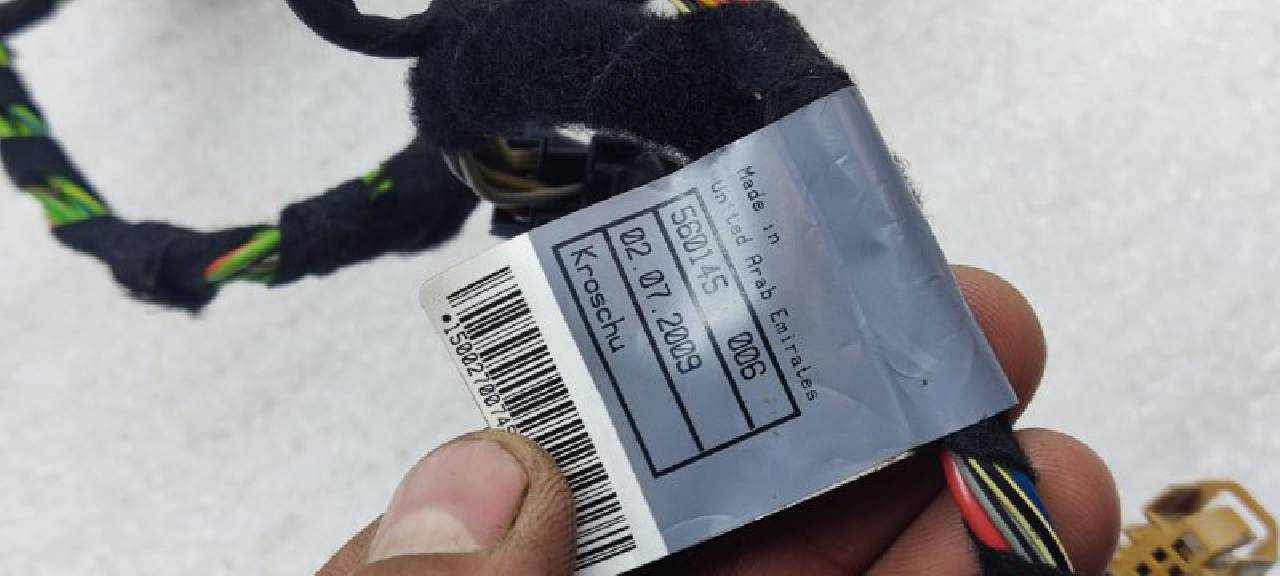 Made in
United Arab Emirates
560145 006
02.07.2009
Kroschu